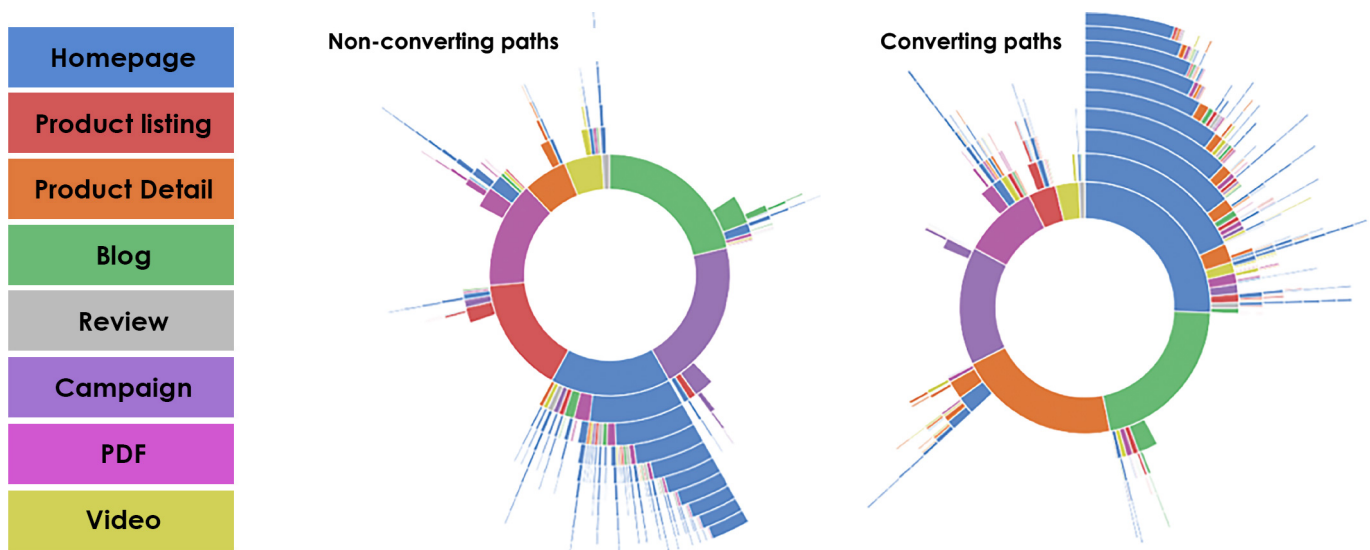 Homepage
Product listing
Product Detail
Blog
Review
Campaign
PDF
Video
Non-converting paths
Converting paths